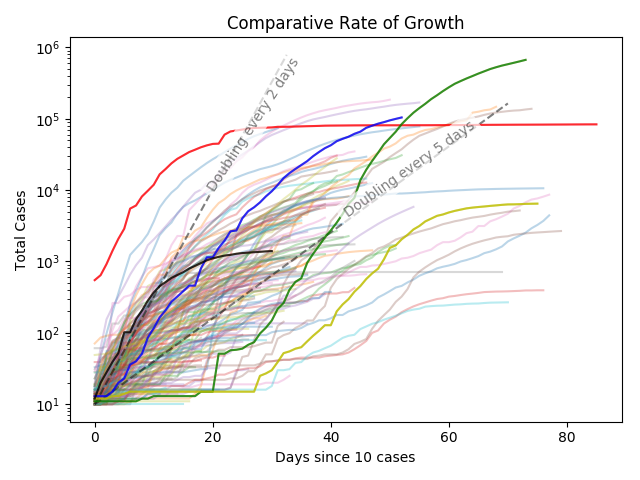 Comparative Rate of Growth
10⁶
10⁵
10⁴
10³
10²
10¹
Total Cases
Doubling every 2 days
Doubling every 5 days
0 20 40 60 80
Days since 10 cases